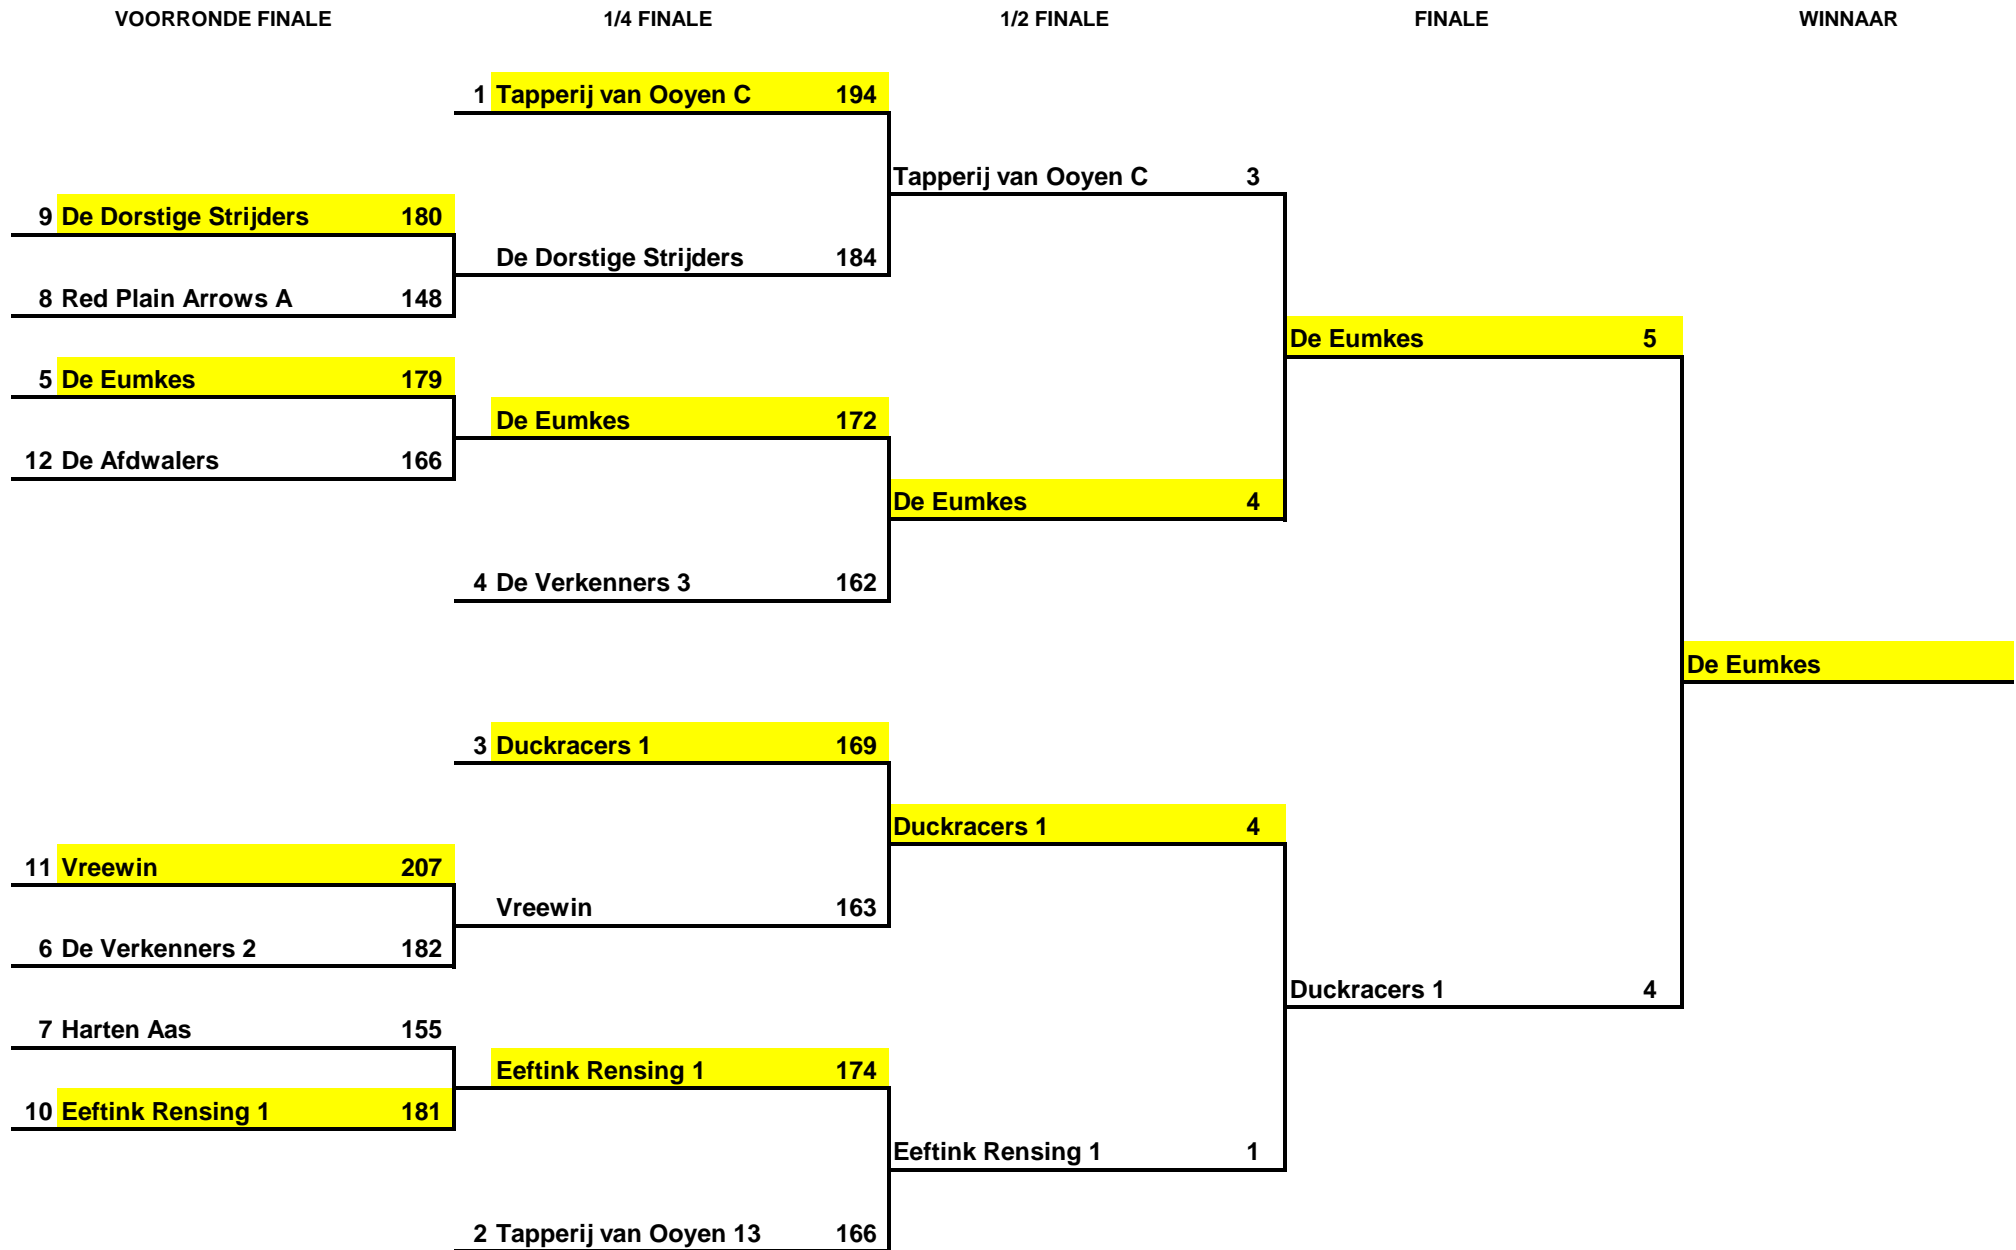 VOORRONDE FINALE 1/4 FINALE 1/2 FINALE FINALE WINNAAR
1 Tapperij van Ooyen C 194
Tapperij van Ooyen C 3
9 De Dorstige Strijders 180
De Dorstige Strijders 184
8 Red Plain Arrows A 148
De Eumkes 5
5 De Eumkes 179
De Eumkes 172
12 De Afdwalers 166
De Eumkes 4
4 De Verkenners 3 162
De Eumkes
3 Duckracers 1 169
Duckracers 1 4
11 Vreewin 207
Vreewin 163
6 De Verkenners 2 182
Duckracers 1 4
7 Harten Aas 155
Eeftink Rensing 1 174
10 Eeftink Rensing 1 181
Eeftink Rensing 1 1
2 Tapperij van Ooyen 13 166